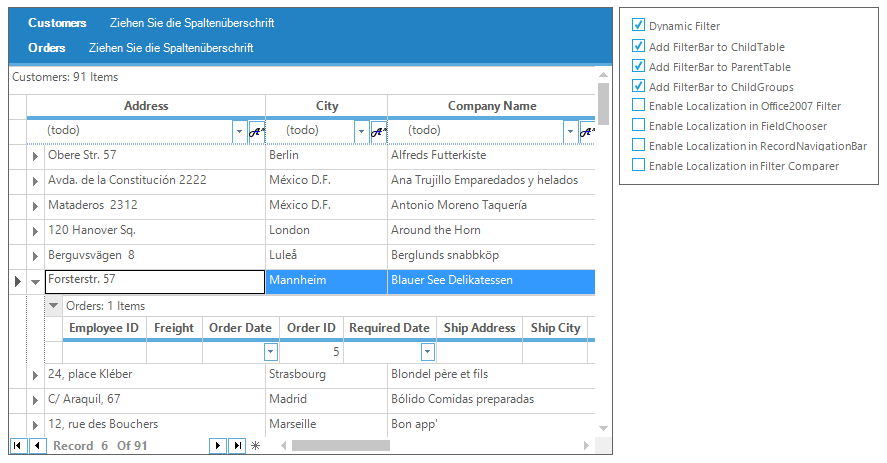 Customers Ziehen Sie die Spaltenüberschrift
Orders Ziehen Sie die Spaltenüberschrift
Customers: 91 Items
Address City Company Name
(todo) (todo) (todo)
Obere Str. 57 Berlin Alfreds Futterkiste
Avda. de la Constitución 2222 México D.F. Ana Trujillo Emparedados y helados
Mataderos 2312 México D.F. Antonio Moreno Taquería
120 Hanover Sq. London Around the Horn
Berguvsvägen 8 Luleå Berglunds snabbköp
Forsterstr. 57 Mannheim Blauer See Delikatessen
Orders: 1 Items
Employee ID Freight Order Date Order ID Required Date Ship Address Ship City
5
24, place Kléber Strasbourg Blondel père et fils
C/ Araquil, 67 Madrid Bólido Comidas preparadas
12, rue des Bouchers Marseille Bon app'
Record 6 Of 91
Dynamic Filter
Add FilterBar to ChildTable
Add FilterBar to ParentTable
Add FilterBar to ChildGroups
Enable Localization in Office2007 Filter
Enable Localization in FieldChooser
Enable Localization in RecordNavigationBar
Enable Localization in Filter Comparer